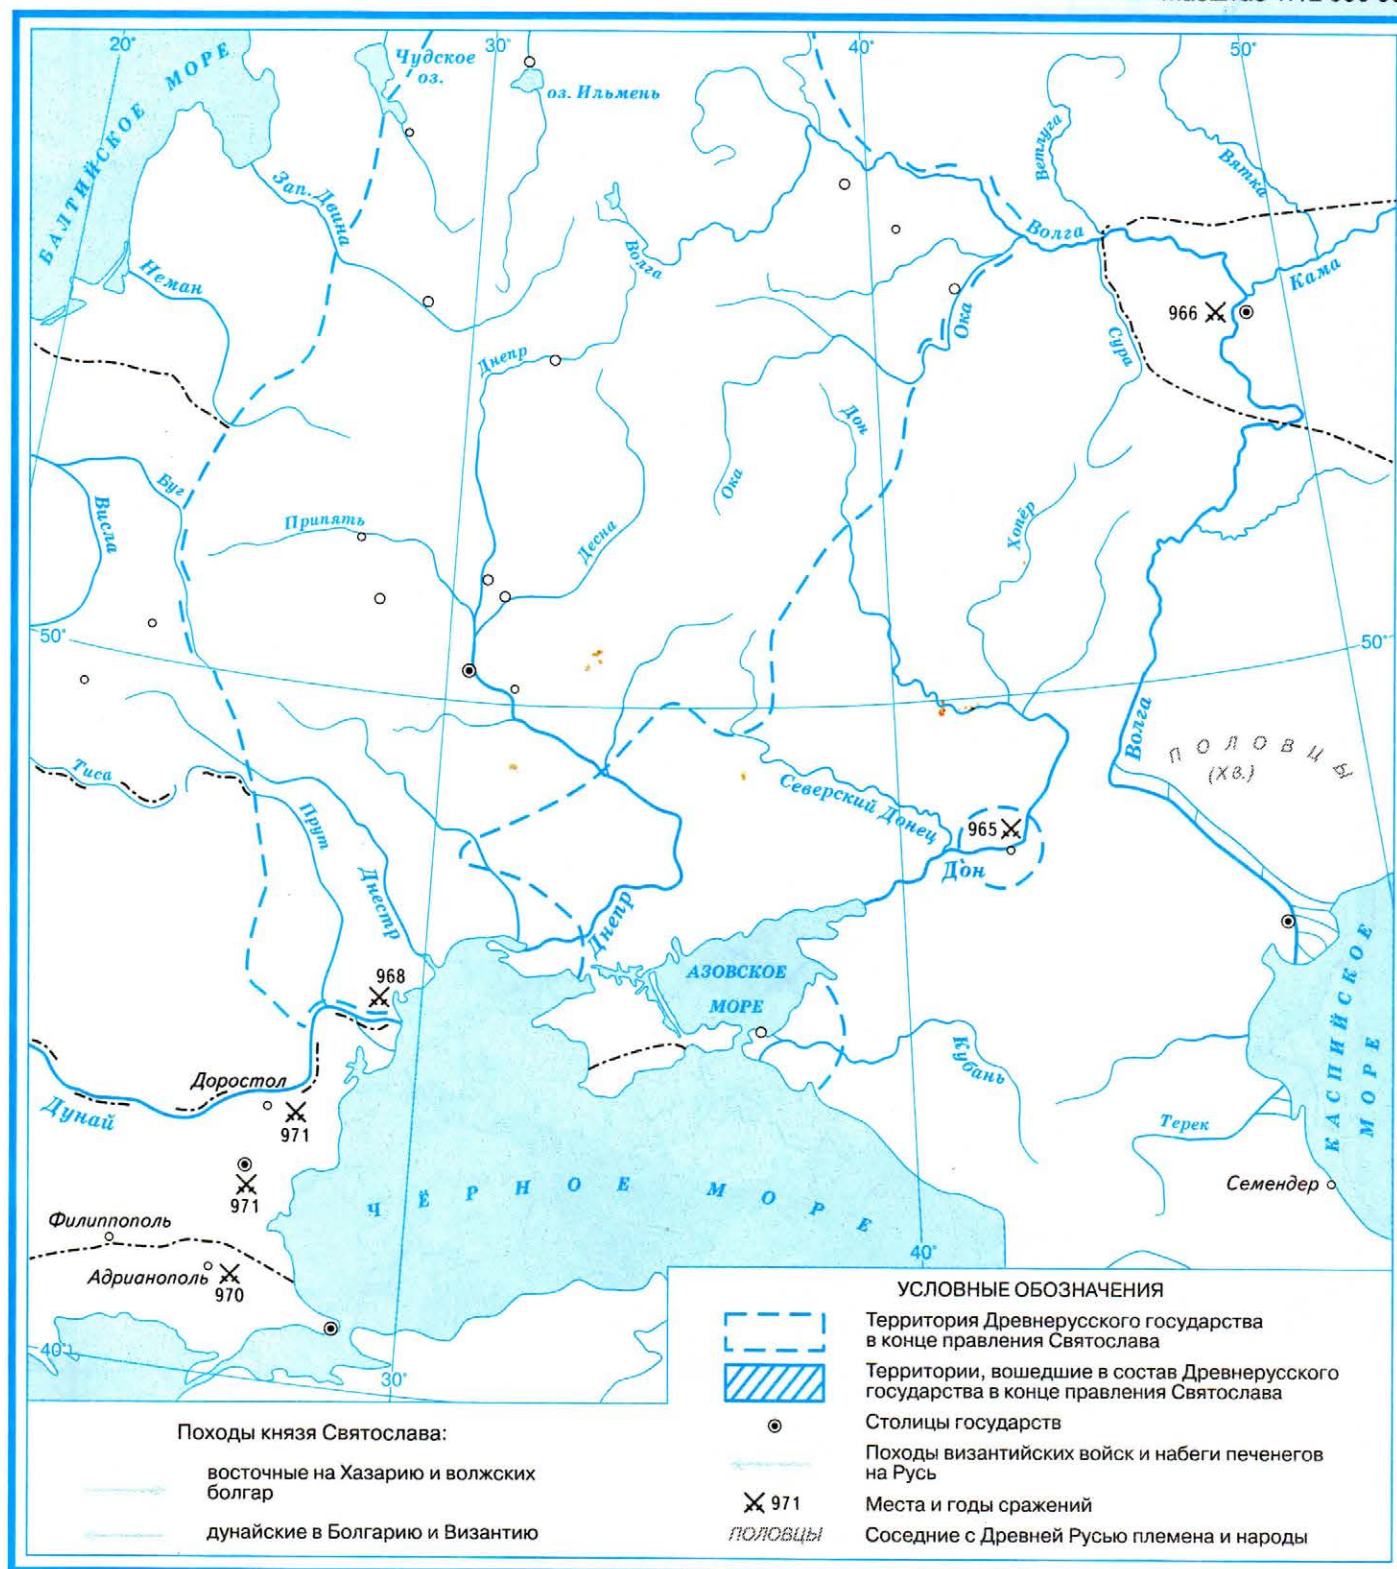 20°
30°
40°
50°
БАЛТИЙСКОЕ МОРЕ
Чудское
оз.
оз. Ильмень
Зап. Двина
Неман
Волга
Днепр
Ветлуга
Вятка
Волга
Кама
Ока
Сура
966
Дон
Ока
Хопёр
Буг
Висла
Припять
Десна
50°
50°
Тиса
Прут
Днестр
Северский Донец
965
Дон
Волга
ПОЛОВЦЫ
(X в.)
Днепр
968
АЗОВСКОЕ
МОРЕ
Кубань
КАСПИЙСКОЕ
МОРЕ
Дунай
Доростол
971
Терек
Семендер
971
ЧЁРНОЕ МОРЕ
Филиппополь
Адрианополь
970
40°
40°
30°
УСЛОВНЫЕ ОБОЗНАЧЕНИЯ
Территория Древнерусского государства
в конце правления Святослава
Территории, вошедшие в состав Древнерусского
государства в конце правления Святослава
Столицы государств
Походы византийских войск и набеги печенегов
на Русь
971 Места и годы сражений
ПОЛОВЦЫ Соседние с Древней Русью племена и народы
Походы князя Святослава:
восточные на Хазарию и волжских
болгар
дунайские в Болгарию и Византию